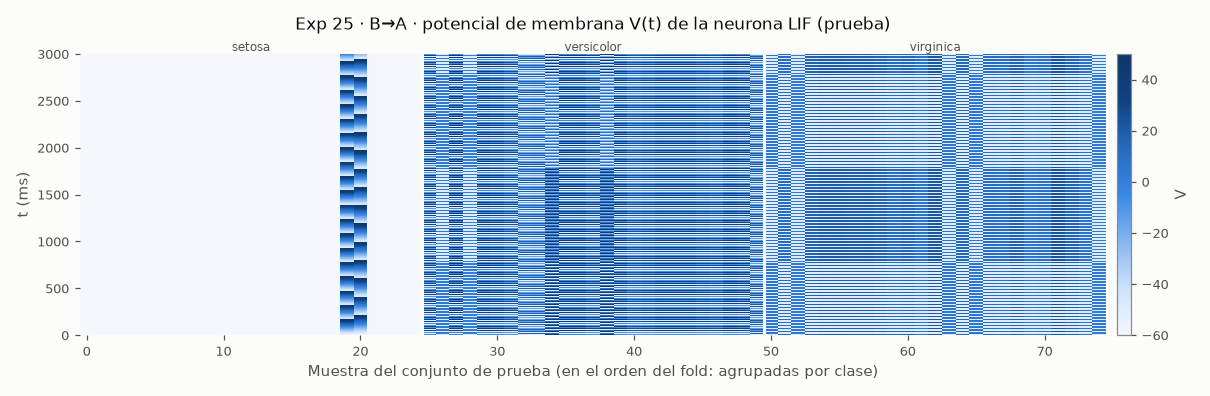 Exp 25 · B→A · potencial de membrana V(t) de la neurona LIF (prueba)
setosa versicolor virginica
3000
2500
2000
1500
1000
500
0
t (ms)
0 10 20 30 40 50 60 70
Muestra del conjunto de prueba (en el orden del fold: agrupadas por clase)
40
20
0
−20
−40
−60
V